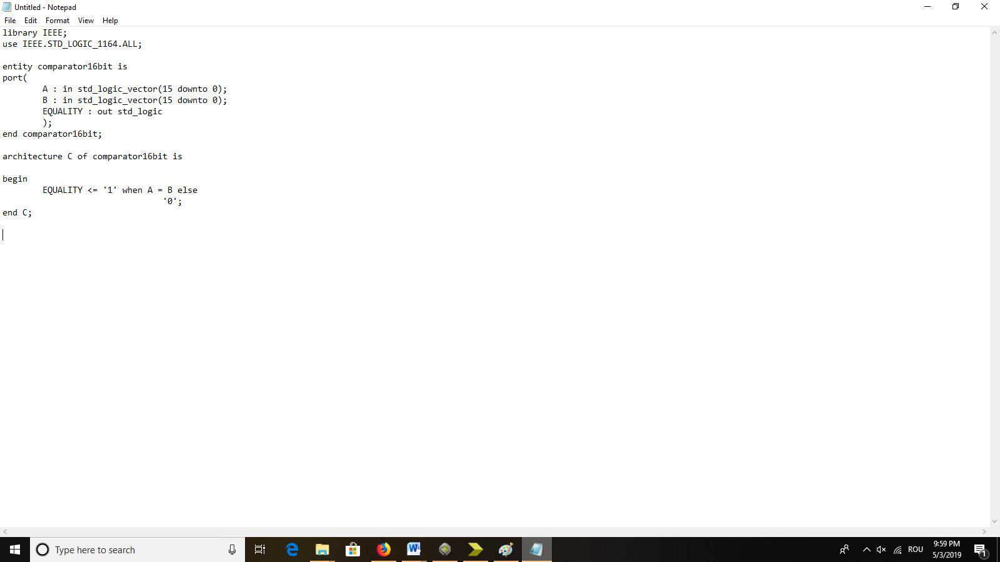 Untitled - Notepad
File Edit Format View Help
library IEEE;
use IEEE.STD_LOGIC_1164.ALL;
entity comparator16bit is
port(
A : in std_logic_vector(15 downto 0);
B : in std_logic_vector(15 downto 0);
EQUALITY : out std_logic
);
end comparator16bit;
architecture C of comparator16bit is
begin
EQUALITY <= '1' when A = B else
'0';
end C;
Type here to search
ROU
9:59 PM
5/3/2019
1